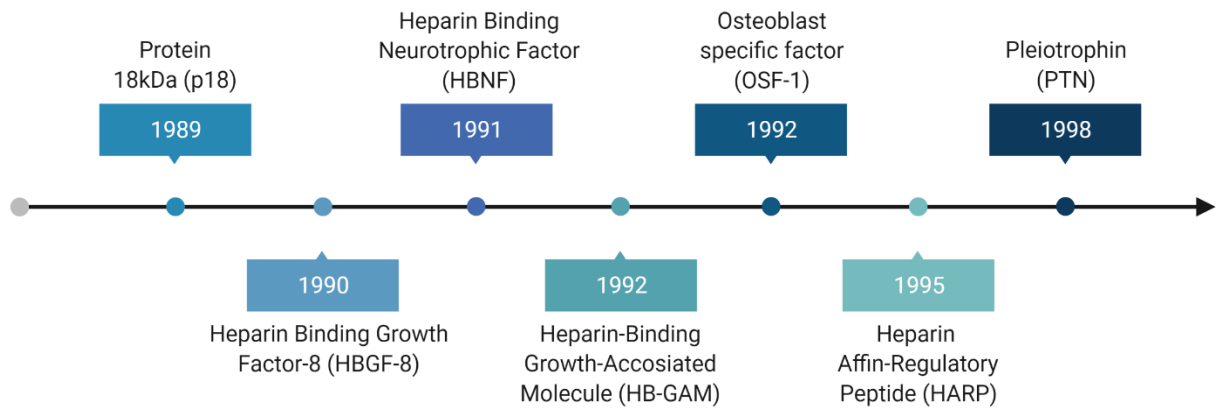 Protein
18kDa (p18)
1989
Heparin Binding Growth
Factor-8 (HBGF-8)
1990
Heparin Binding
Neurotrophic Factor
(HBNF)
1991
Heparin-Binding
Growth-Accosiated
Molecule (HB-GAM)
1992
Osteoblast
specific factor
(OSF-1)
1992
Heparin
Affin-Regulatory
Peptide (HARP)
1995
Pleiotrophin
(PTN)
1998